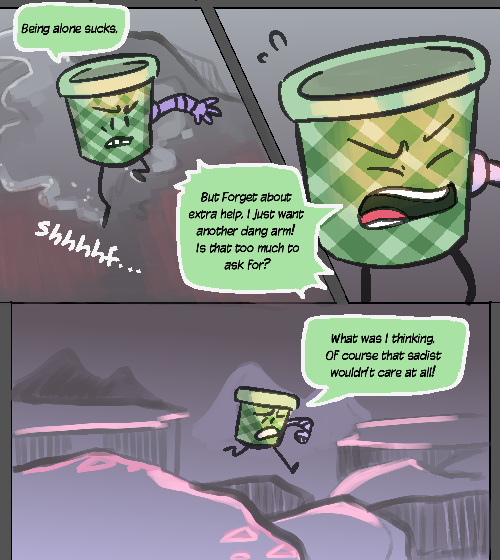 Being alone sucks.
But Forget about
extra help, I just want
another dang arm!
Is that too much to
ask For?
shhhhf...
What was I thinking.
OF course that sadist
wouldn't care at all!